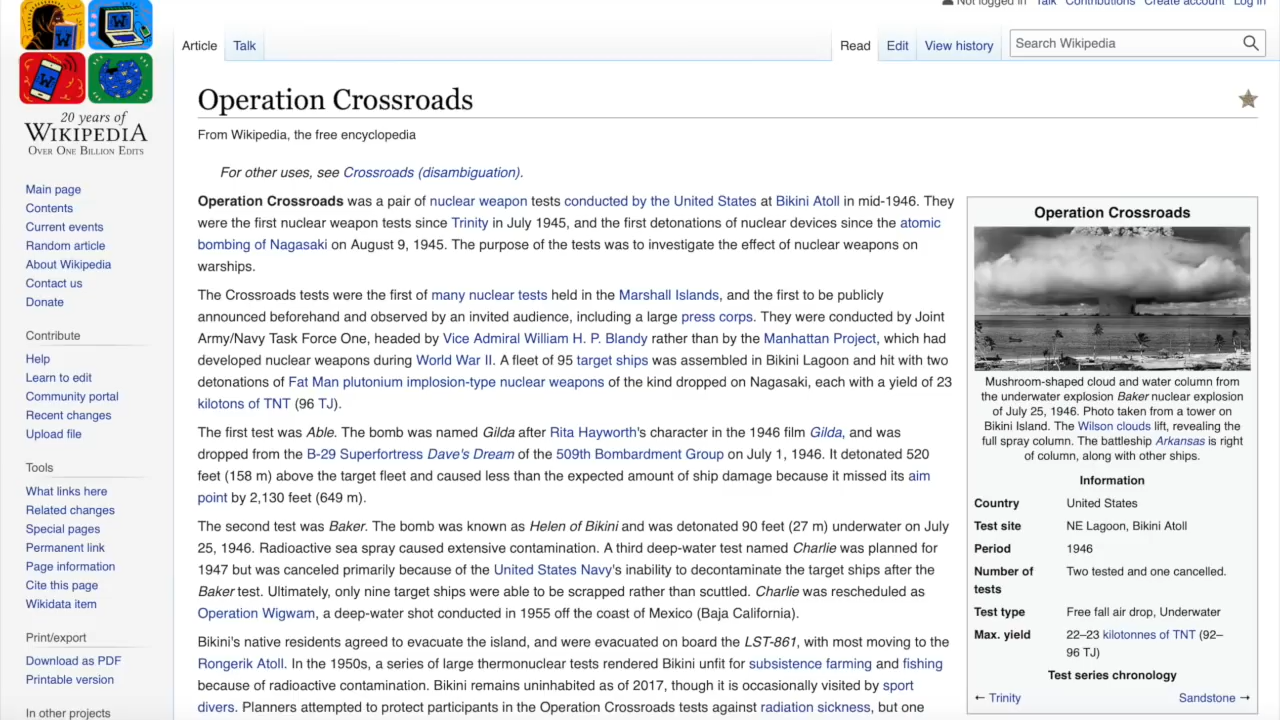 Not logged in Talk Contributions Create account Log in
Article Talk
Read Edit View history Search Wikipedia
20 years of
WIKIPEDIA
OVER ONE BILLION EDITS
Main page
Contents
Current events
Random article
About Wikipedia
Contact us
Donate
Contribute
Help
Learn to edit
Community portal
Recent changes
Upload file
Tools
What links here
Related changes
Special pages
Permanent link
Page information
Cite this page
Wikidata item
Print/export
Download as PDF
Printable version
In other projects
Operation Crossroads
From Wikipedia, the free encyclopedia
For other uses, see Crossroads (disambiguation).
Operation Crossroads was a pair of nuclear weapon tests conducted by the United States at Bikini Atoll in mid-1946. They
were the first nuclear weapon tests since Trinity in July 1945, and the first detonations of nuclear devices since the atomic
bombing of Nagasaki on August 9, 1945. The purpose of the tests was to investigate the effect of nuclear weapons on
warships.
The Crossroads tests were the first of many nuclear tests held in the Marshall Islands, and the first to be publicly
announced beforehand and observed by an invited audience, including a large press corps. They were conducted by Joint
Army/Navy Task Force One, headed by Vice Admiral William H. P. Blandy rather than by the Manhattan Project, which had
developed nuclear weapons during World War II. A fleet of 95 target ships was assembled in Bikini Lagoon and hit with two
detonations of Fat Man plutonium implosion-type nuclear weapons of the kind dropped on Nagasaki, each with a yield of 23
kilotons of TNT (96 TJ).
The first test was Able. The bomb was named Gilda after Rita Hayworth's character in the 1946 film Gilda, and was
dropped from the B-29 Superfortress Dave's Dream of the 509th Bombardment Group on July 1, 1946. It detonated 520
feet (158 m) above the target fleet and caused less than the expected amount of ship damage because it missed its aim
point by 2,130 feet (649 m).
The second test was Baker. The bomb was known as Helen of Bikini and was detonated 90 feet (27 m) underwater on July
25, 1946. Radioactive sea spray caused extensive contamination. A third deep-water test named Charlie was planned for
1947 but was canceled primarily because of the United States Navy's inability to decontaminate the target ships after the
Baker test. Ultimately, only nine target ships were able to be scrapped rather than scuttled. Charlie was rescheduled as
Operation Wigwam, a deep-water shot conducted in 1955 off the coast of Mexico (Baja California).
Bikini's native residents agreed to evacuate the island, and were evacuated on board the LST-861, with most moving to the
Rongerik Atoll. In the 1950s, a series of large thermonuclear tests rendered Bikini unfit for subsistence farming and fishing
because of radioactive contamination. Bikini remains uninhabited as of 2017, though it is occasionally visited by sport
divers. Planners attempted to protect participants in the Operation Crossroads tests against radiation sickness, but one
Operation Crossroads
Mushroom-shaped cloud and water column from
the underwater explosion Baker nuclear explosion
of July 25, 1946. Photo taken from a tower on
Bikini Island. The Wilson clouds lift, revealing the
full spray column. The battleship Arkansas is right
of column, along with other ships.
Information
Country United States
Test site NE Lagoon, Bikini Atoll
Period 1946
Number of Two tested and one cancelled.
tests
Test type Free fall air drop, Underwater
Max. yield 22–23 kilotonnes of TNT (92–
96 TJ)
Test series chronology
← Trinity Sandstone →